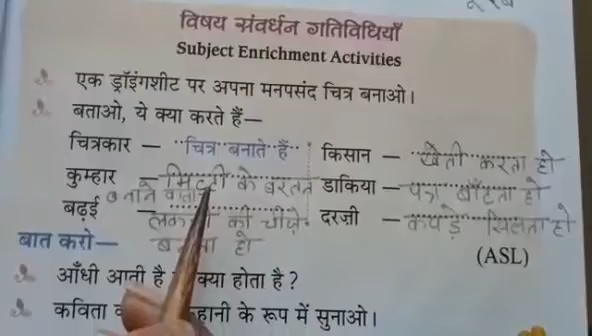 विषय संवर्धन गतिविधियाँ
Subject Enrichment Activities
एक ड्रॉइंगशीट पर अपना मनपसंद चित्र बनाओ।
बताओ, ये क्या करते हैं—
चित्रकार – चित्र बनाते हैं किसान – खेती करता हो
कुम्हार – मिट्टी के बरतन डाकिया – पत्र बाँटता हो
बनाने वाला
बढ़ई – की चीज़े दरज़ी – कपड़े सिलता हो
बात करो— हो
(ASL)
आँधी आती है क्या होता है?
कविता के रूप में सुनाओ।